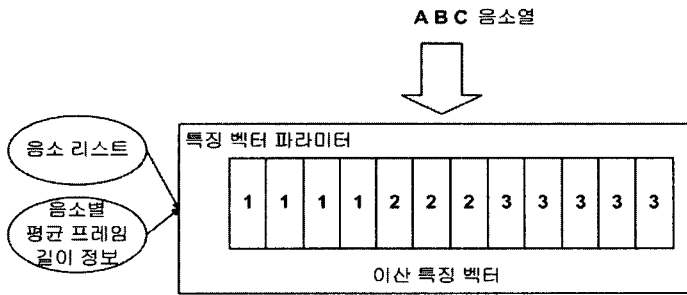 A B C 음소열
특징 벡터 파라미터
음소 리스트
1 1 1 1 2 2 2 3 3 3 3 3
음소별
평균 프레임
길이 정보
이산 특징 벡터